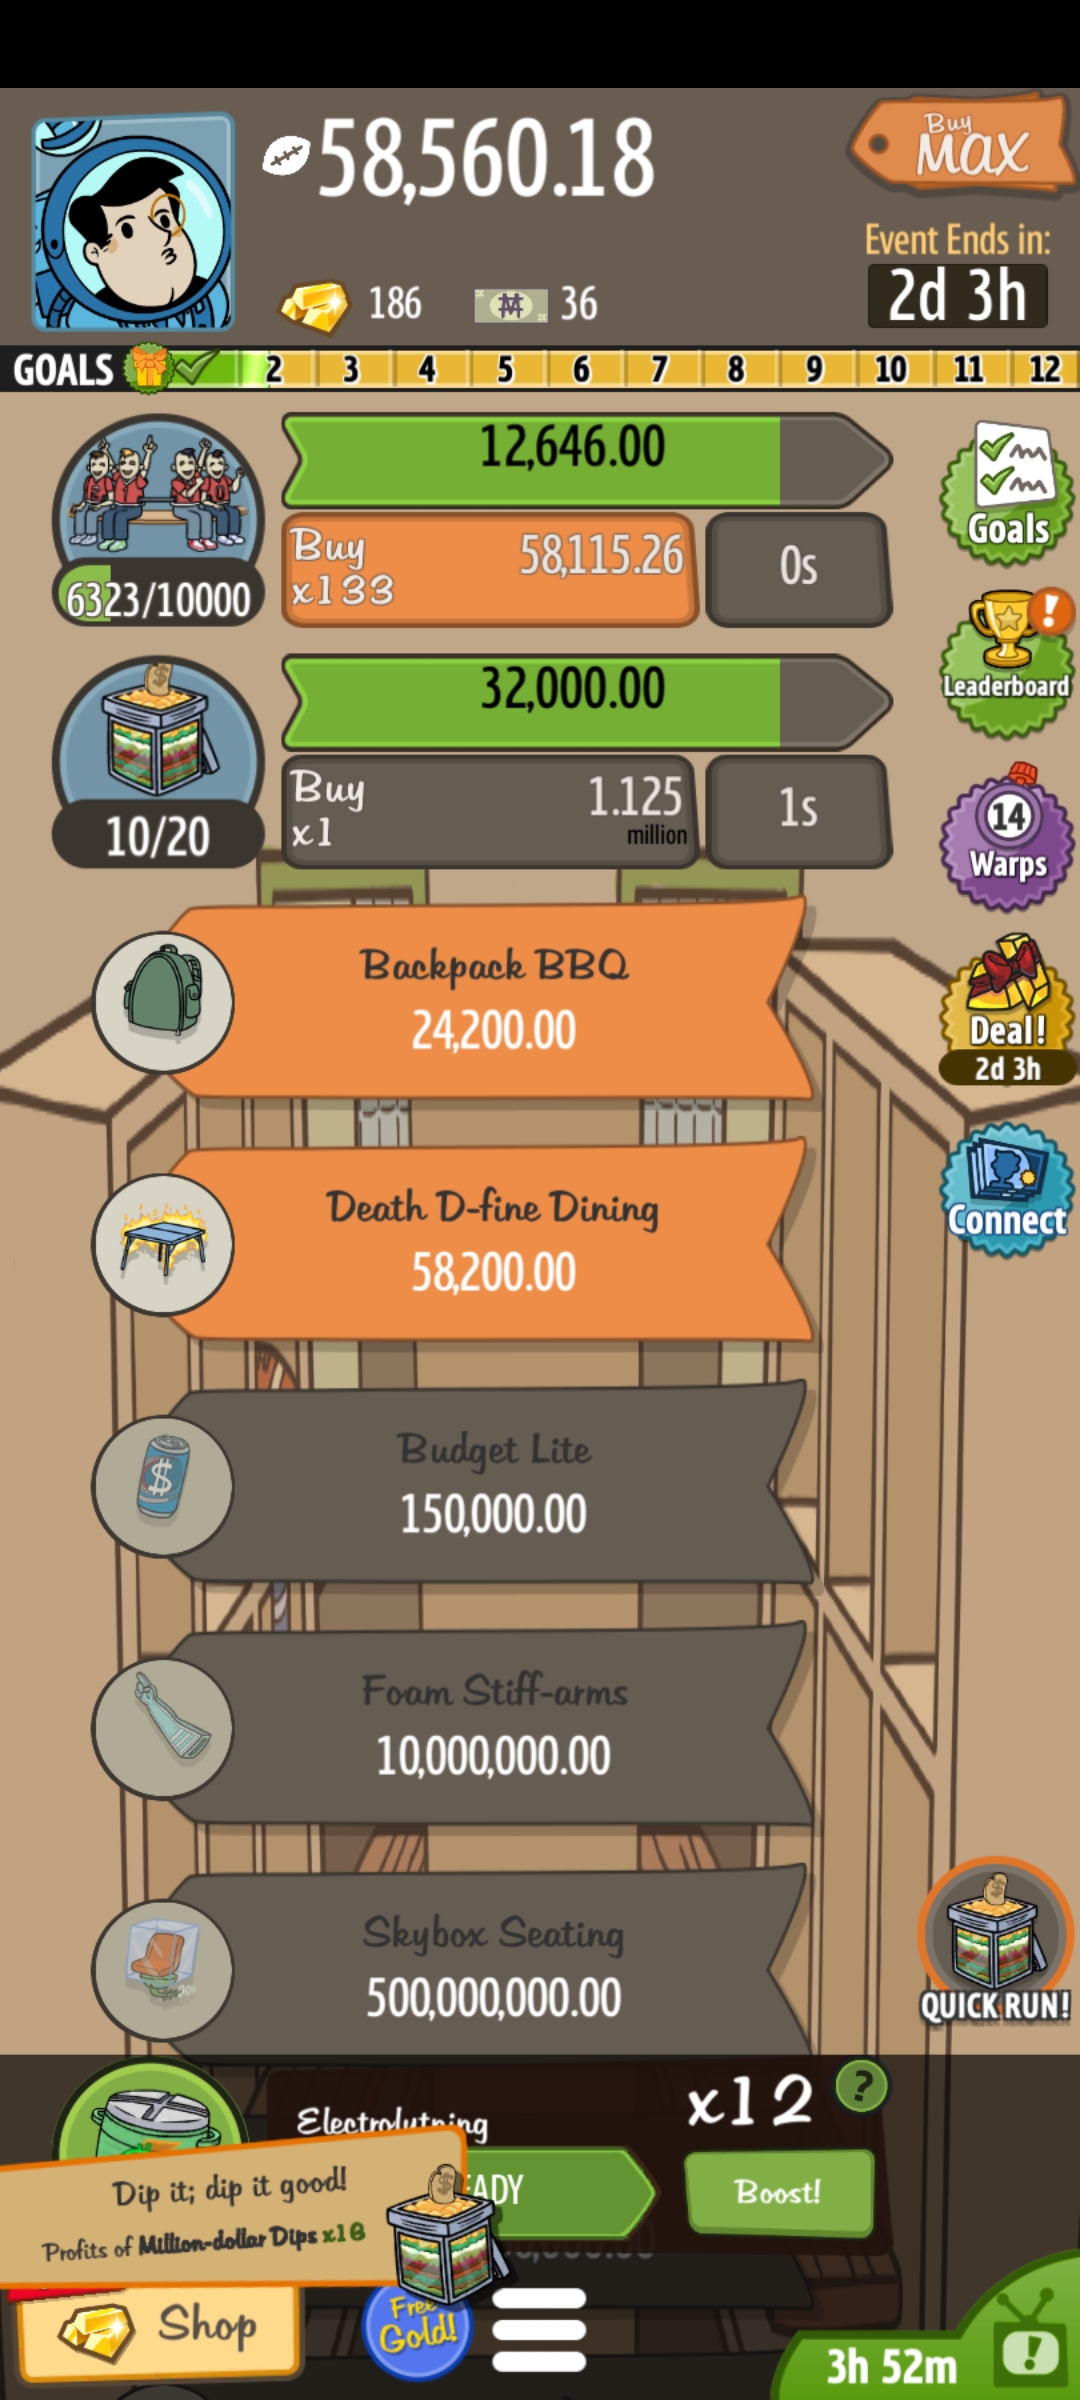 58,560.18
Buy
MAX
Event Ends in:
2d 3h
186
36
GOALS 2 3 4 5 6 7 8 9 10 11 12
12,646.00
Buy
x133
58,115.26
0s
6323/10000
Goals
Leaderboard
32,000.00
Buy
x1
1.125
million
1s
10/20
14
Warps
Backpack BBQ
24,200.00
Deal!
2d 3h
Death D-fine Dining
58,200.00
Connect
Budget Lite
150,000.00
Foam Stiff-arms
10,000,000.00
Skybox Seating
500,000,000.00
QUICK RUN!
x12
?
Boost!
Dip it; dip it good!
Profits of Million-dollar Dips x16
Shop
Free
Gold!
3h 52m